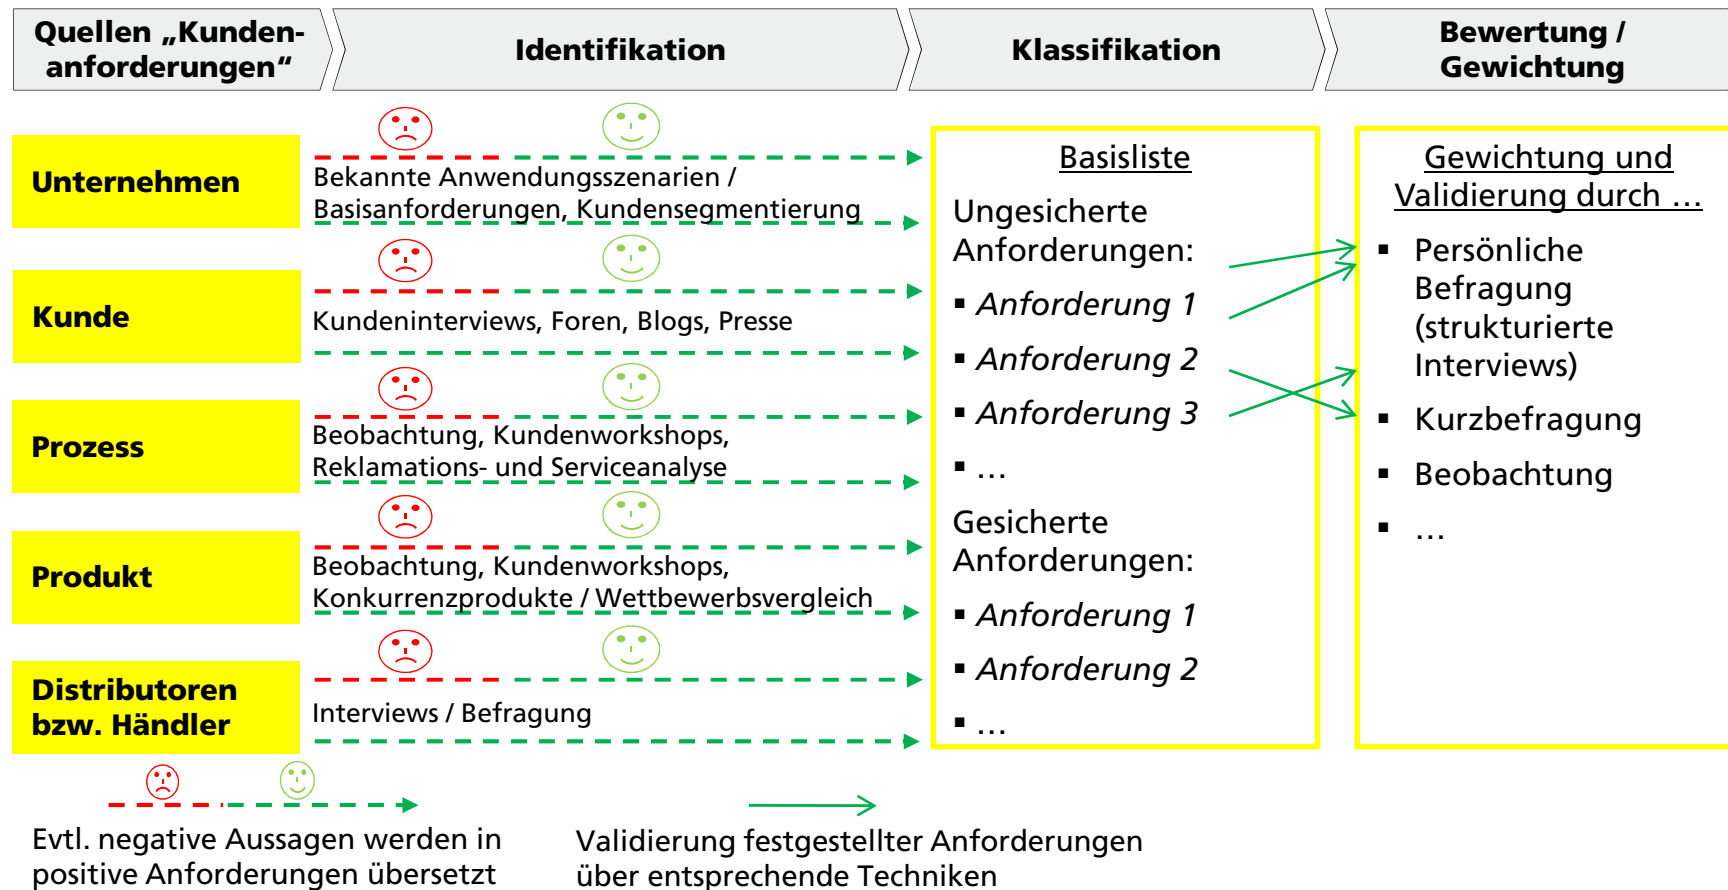 Quellen „Kunden-
anforderungen“
Identifikation
Klassifikation
Bewertung /
Gewichtung
Unternehmen
Bekannte Anwendungsszenarien /
Basisanforderungen, Kundensegmentierung
Kunde
Kundeninterviews, Foren, Blogs, Presse
Prozess
Beobachtung, Kundenworkshops,
Reklamations- und Serviceanalyse
Produkt
Beobachtung, Kundenworkshops,
Konkurrenzprodukte / Wettbewerbsvergleich
Distributoren
bzw. Händler
Interviews / Befragung
Basisliste
Ungesicherte
Anforderungen:
▪ Anforderung 1
▪ Anforderung 2
▪ Anforderung 3
▪ …
Gesicherte
Anforderungen:
▪ Anforderung 1
▪ Anforderung 2
▪ …
Gewichtung und
Validierung durch …
▪ Persönliche
Befragung
(strukturierte
Interviews)
▪ Kurzbefragung
▪ Beobachtung
▪ …
Evtl. negative Aussagen werden in
positive Anforderungen übersetzt
Validierung festgestellter Anforderungen
über entsprechende Techniken